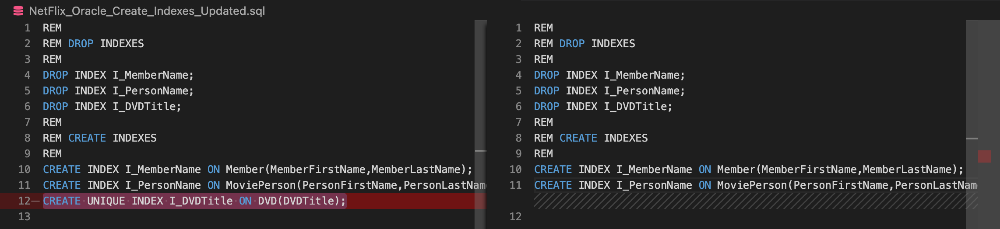 NetFlix_Oracle_Create_Indexes_Updated.sql
1 REM
2 REM DROP INDEXES
3 REM
4 DROP INDEX I_MemberName;
5 DROP INDEX I_PersonName;
6 DROP INDEX I_DVDTitle;
7 REM
8 REM CREATE INDEXES
9 REM
10 CREATE INDEX I_MemberName ON Member(MemberFirstName,MemberLastName);
11 CREATE INDEX I_PersonName ON MoviePerson(PersonFirstName,PersonLastNam
12— CREATE UNIQUE INDEX I_DVDTitle ON DVD(DVDTitle);
13
1 REM
2 REM DROP INDEXES
3 REM
4 DROP INDEX I_MemberName;
5 DROP INDEX I_PersonName;
6 DROP INDEX I_DVDTitle;
7 REM
8 REM CREATE INDEXES
9 REM
10 CREATE INDEX I_MemberName ON Member(MemberFirstName,MemberLastName);
11 CREATE INDEX I_PersonName ON MoviePerson(PersonFirstName,PersonLastNam
12